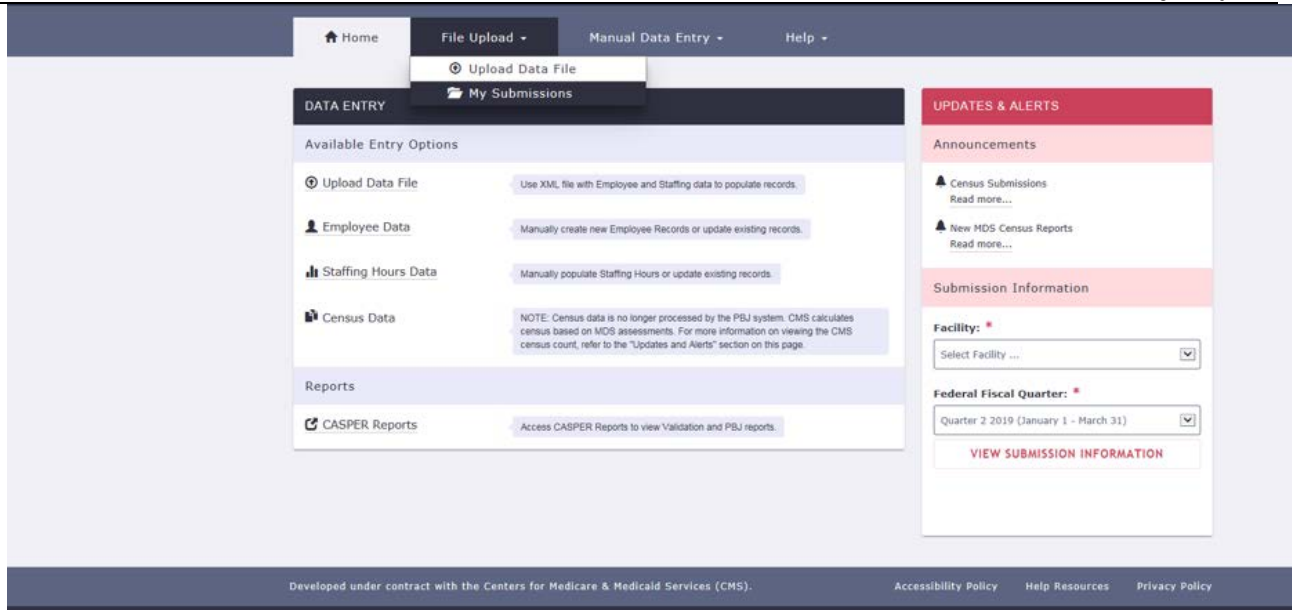 Home
File Upload
Manual Data Entry
Help
Upload Data File
My Submissions
DATA ENTRY
Available Entry Options
Upload Data File
Use XML file with Employee and Staffing data to populate records.
Employee Data
Manually create new Employee Records or update existing records.
Staffing Hours Data
Manually populate Staffing Hours or update existing records.
Census Data
NOTE: Census data is no longer processed by the PBJ system. CMS calculates
census based on MDS assessments. For more information on viewing the CMS
census count, refer to the "Updates and Alerts" section on this page.
Reports
CASPER Reports
Access CASPER Reports to view Validation and PBJ reports.
UPDATES & ALERTS
Announcements
Census Submissions
Read more...
New MDS Census Reports
Read more...
Submission Information
Facility: *
Select Facility ...
Federal Fiscal Quarter: *
Quarter 2 2019 (January 1 - March 31)
VIEW SUBMISSION INFORMATION
Developed under contract with the Centers for Medicare & Medicaid Services (CMS).
Accessibility Policy
Help Resources
Privacy Policy